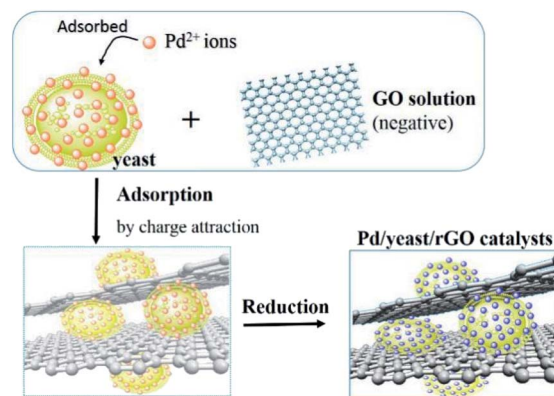 Adsorbed
Pd²⁺ ions
+
GO solution
(negative)
yeast
Adsorption
by charge attraction
Pd/yeast/rGO catalysts
Reduction